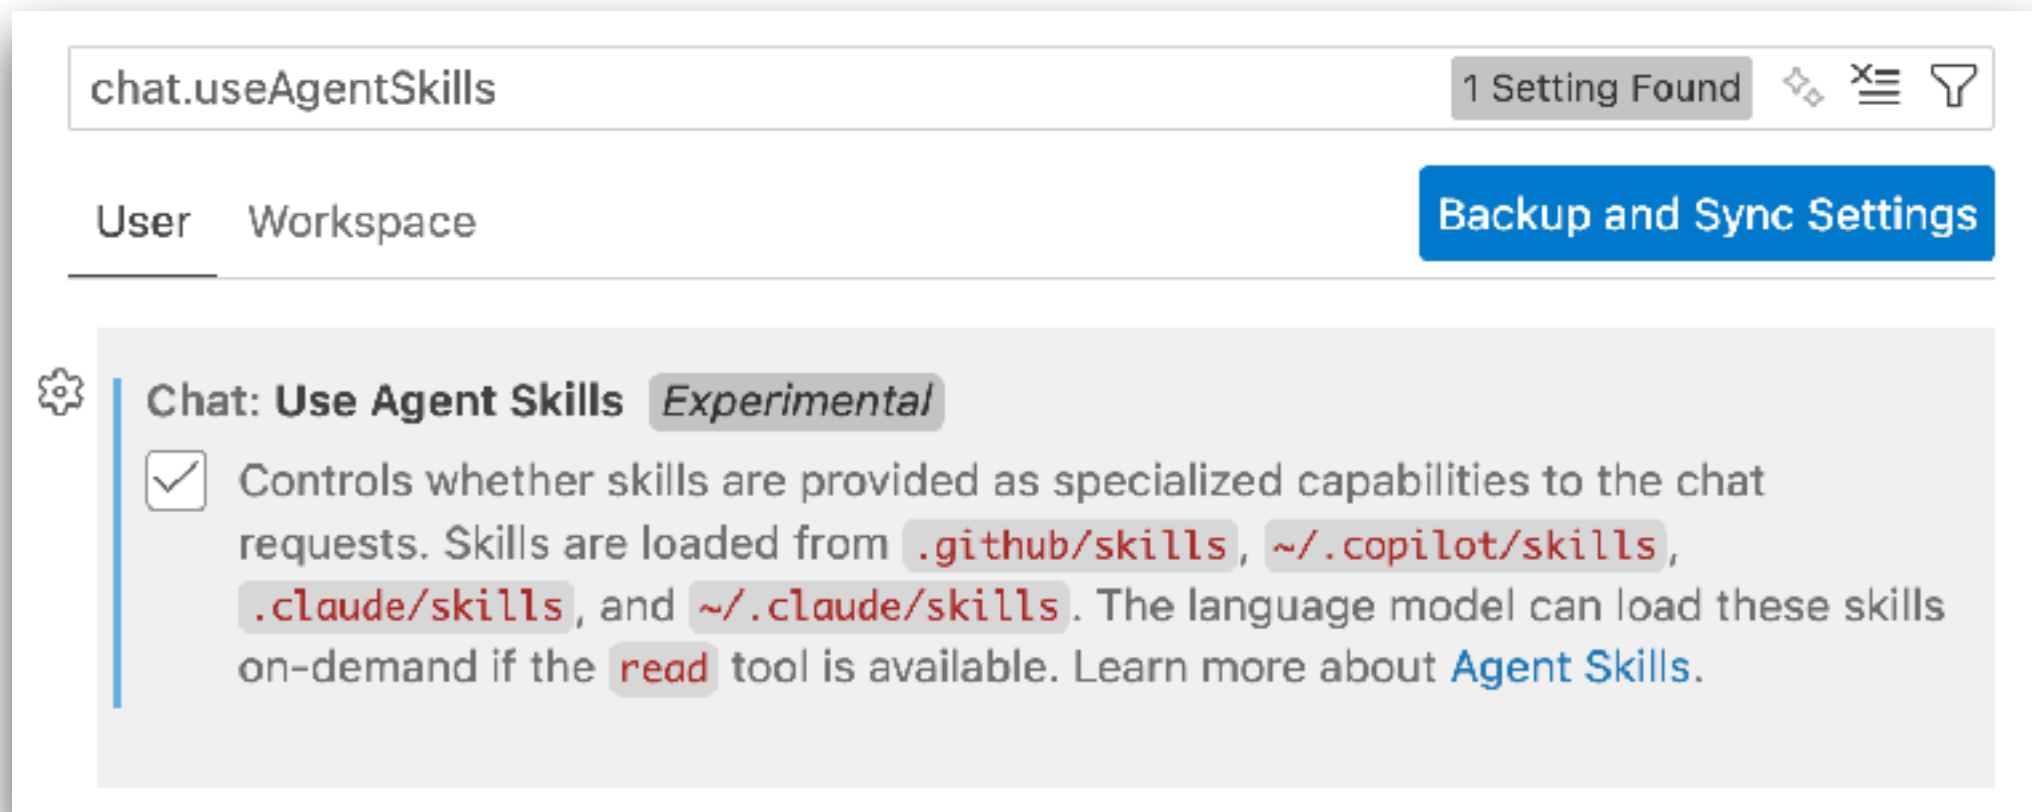 chat.useAgentSkills
1 Setting Found
User
Workspace
Backup and Sync Settings
Chat: Use Agent Skills Experimental
Controls whether skills are provided as specialized capabilities to the chat
requests. Skills are loaded from .github/skills, ~/.copilot/skills,
.claude/skills, and ~/.claude/skills. The language model can load these skills
on-demand if the read tool is available. Learn more about Agent Skills.